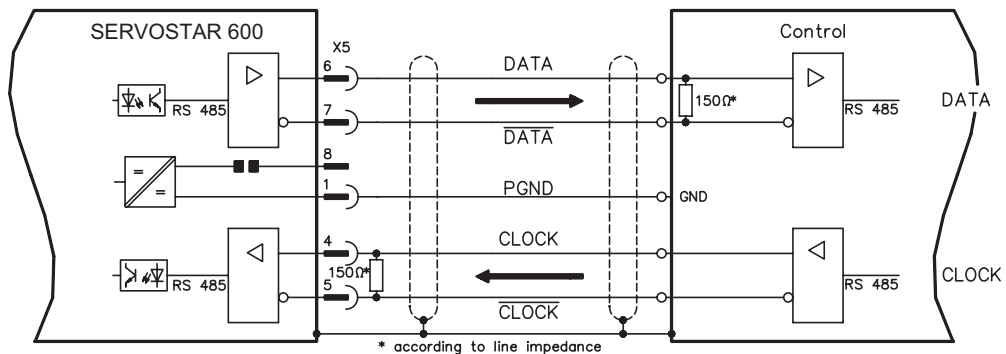 SERVOSTAR 600
X5
Control
6
DATA
RS 485
150Ω*
RS 485
DATA
7
DATA
8
=
=
1
PGND
GND
4
CLOCK
RS 485
150Ω*
RS 485
CLOCK
5
CLOCK
* according to line impedance